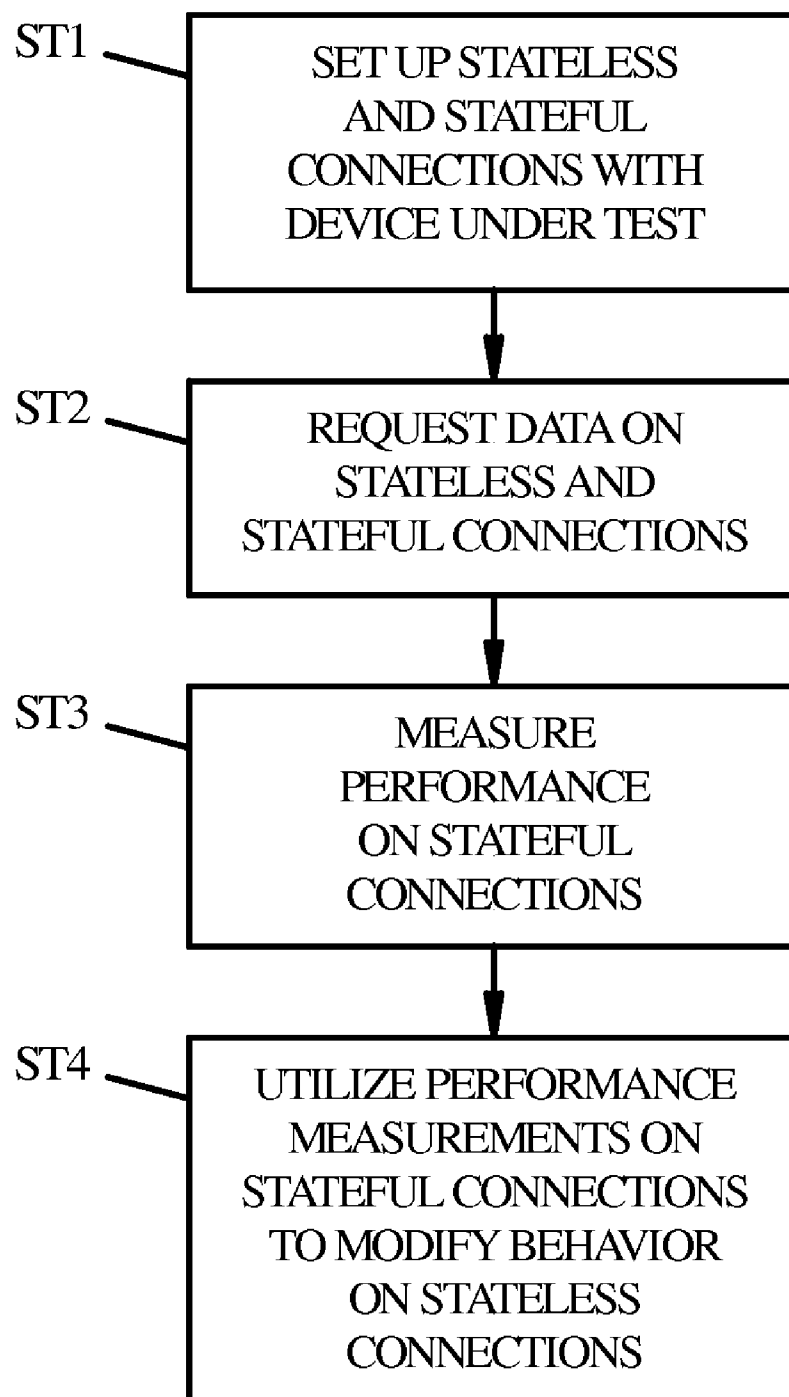 ST1
SET UP STATELESS
AND STATEFUL
CONNECTIONS WITH
DEVICE UNDER TEST
ST2
REQUEST DATA ON
STATELESS AND
STATEFUL CONNECTIONS
ST3
MEASURE
PERFORMANCE
ON STATEFUL
CONNECTIONS
ST4
UTILIZE PERFORMANCE
MEASUREMENTS ON
STATEFUL CONNECTIONS
TO MODIFY BEHAVIOR
ON STATELESS
CONNECTIONS